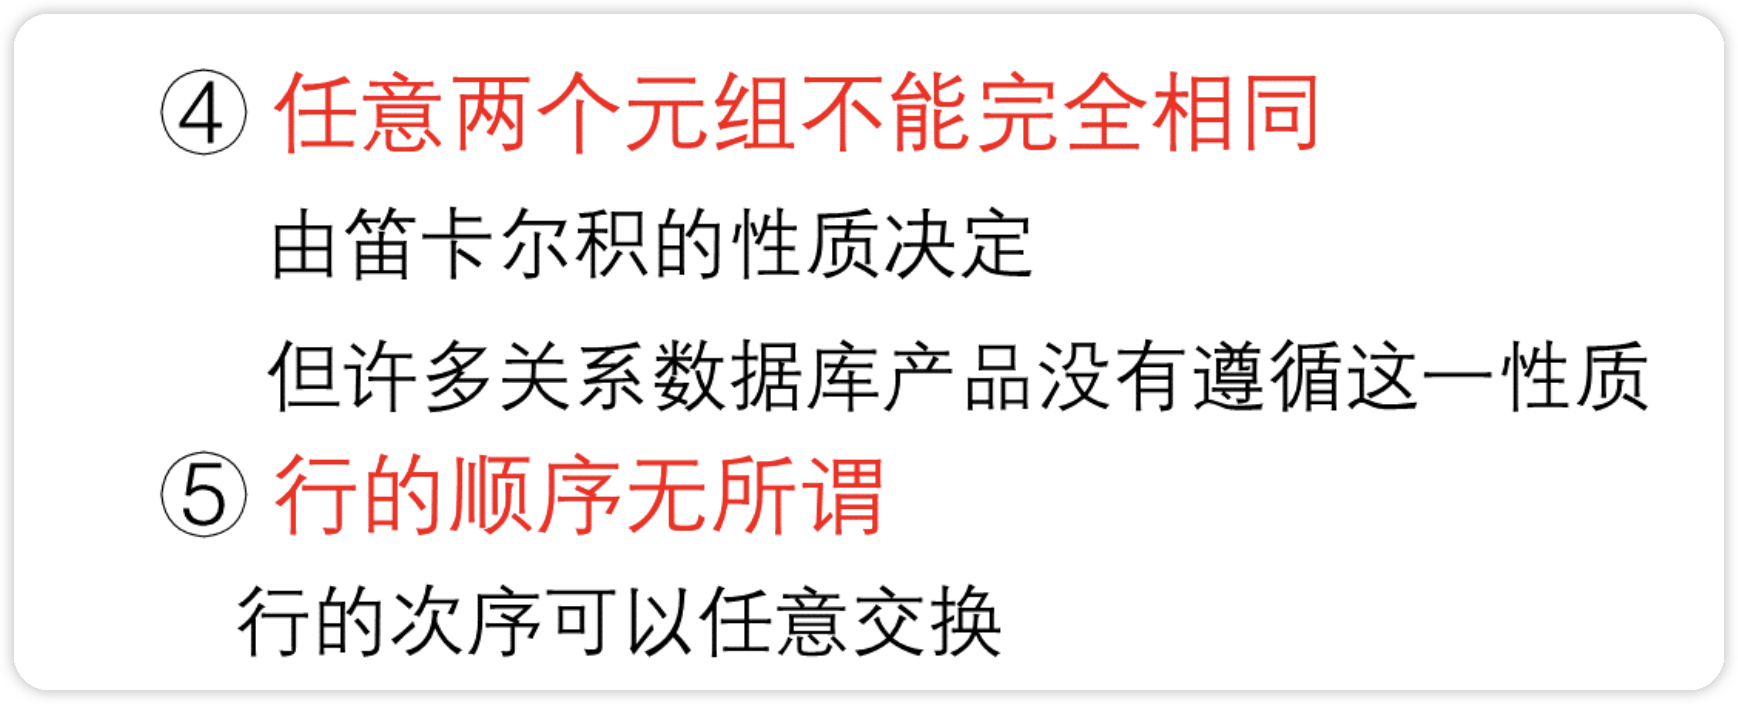 ④ 任意两个元组不能完全相同
由笛卡尔积的性质决定
但许多关系数据库产品没有遵循这一性质
⑤ 行的顺序无所谓
行的次序可以任意交换